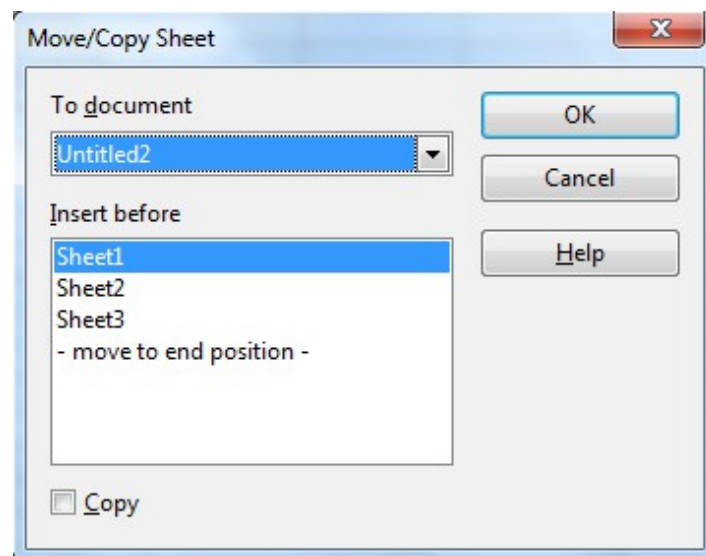 Move/Copy Sheet
To document
OK
Untitled2
Cancel
Insert before
Help
Sheet1
Sheet2
Sheet3
- move to end position -
Copy